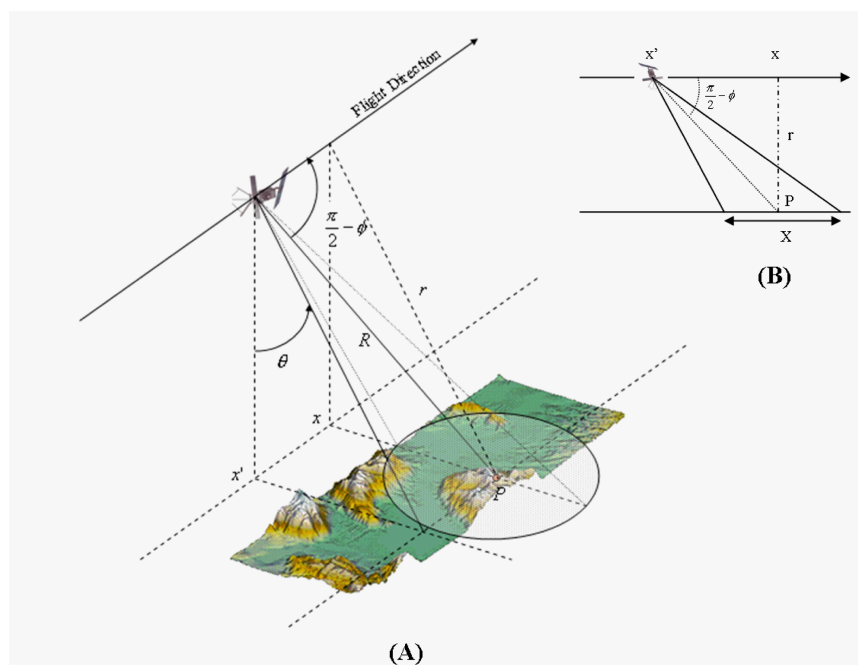 Flight Direction
π/2 − ϕ
r
R
θ
x
x'
P
(A)
x'
x
π/2 − ϕ
r
P
X
(B)